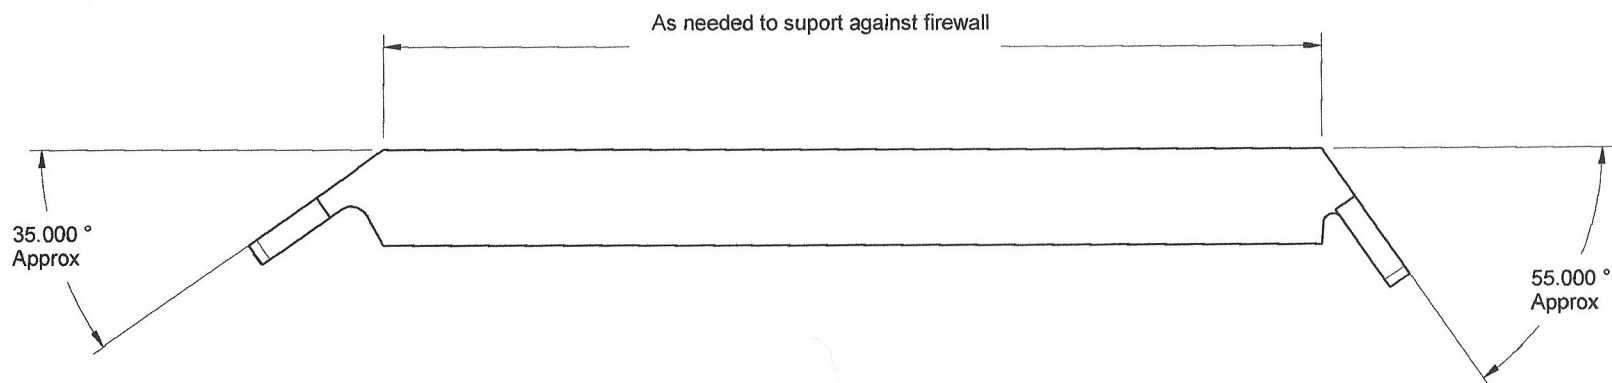 As needed to suport against firewall
35.000 °
Approx
55.000 °
Approx